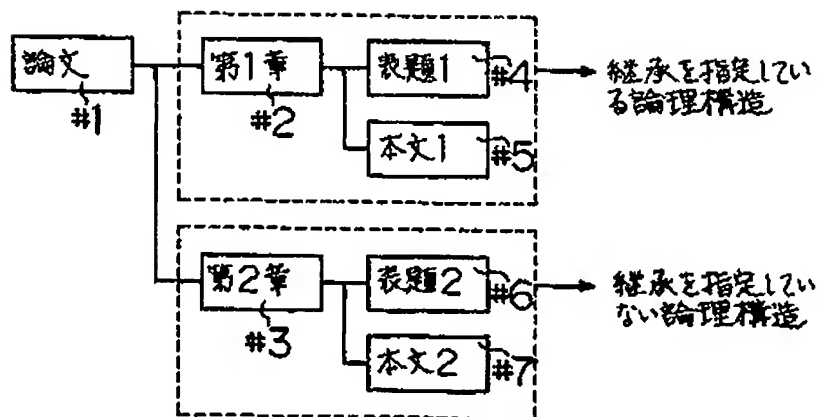 論文
#1
第1章
#2
表題1
#4
本文1
#5
継承を指定してい
る論理構造
第2章
#3
表題2
#6
本文2
#7
継承を指定してい
ない論理構造